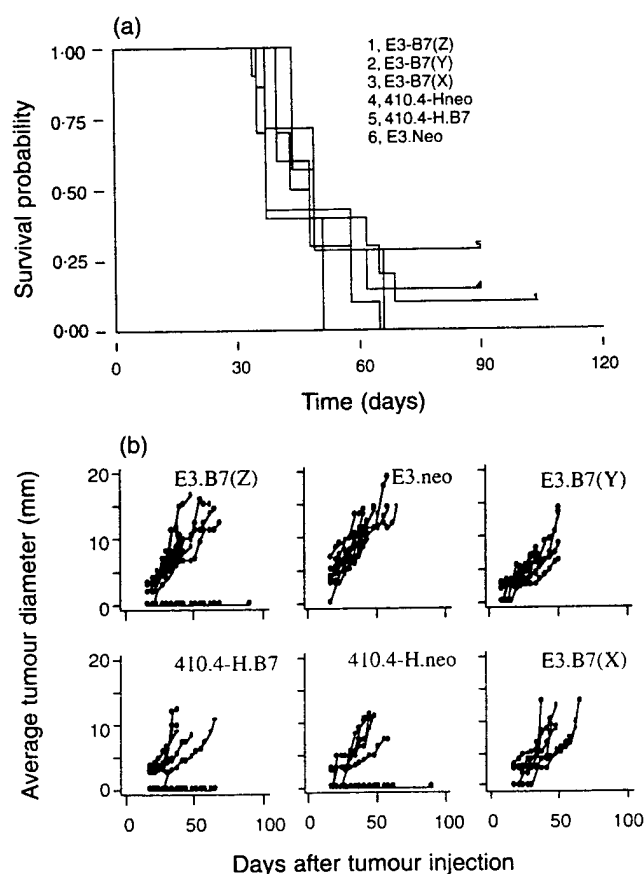 (a)
1, E3-B7(Z)
2, E3-B7(Y)
3, E3-B7(X)
4, 410.4-Hneo
5, 410.4-H.B7
6, E3.Neo
Survival probability
1·00
0·75
0·50
0·25
0·00
5
4
1
0 30 60 90 120
Time (days)
(b)
Average tumour diameter (mm)
E3.B7(Z) E3.neo E3.B7(Y)
20
10
0
410.4-H.B7 410.4-H.neo E3.B7(X)
20
10
0
0 50 100 0 50 100 0 50 100
Days after tumour injection